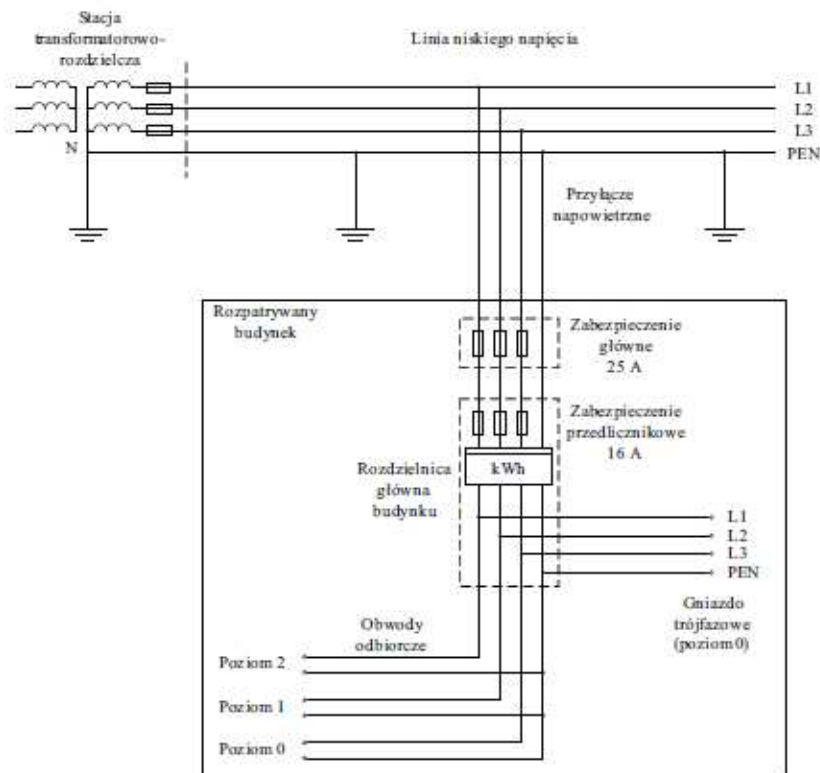 Stacja
transformatorowo-
rozdzielcza
Linia niskiego napięcia
L1
L2
L3
N
PEN
Przyłącze
napowietrzne
Rozpatrywany
budynek
Zabezpieczenie
główne
25 A
Zabezpieczenie
przedlicznikowe
16 A
Rozdzielnica
główna
budynku
kWh
L1
L2
L3
PEN
Gniazdo
trójfazowe
(poziom 0)
Obwody
odbiorcze
Poziom 2
Poziom 1
Poziom 0